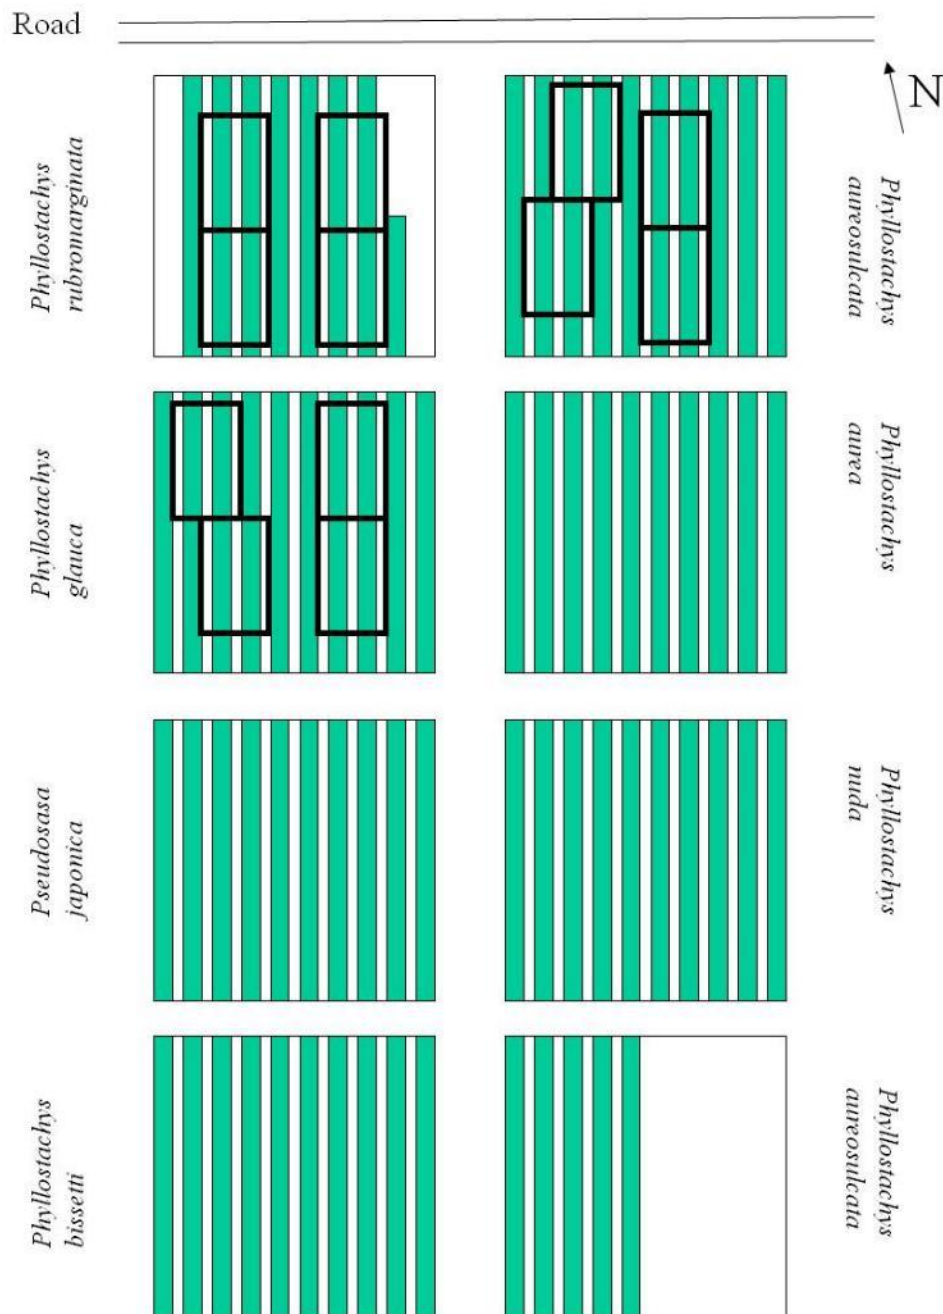 Road
N
Phyllostachys
rubromarginata
Phyllostachys
aureosulcata
Phyllostachys
glauca
Phyllostachys
aurea
Pseudosasa
japonica
Phyllostachys
nuda
Phyllostachys
bissetti
Phyllostachys
aureosulcata